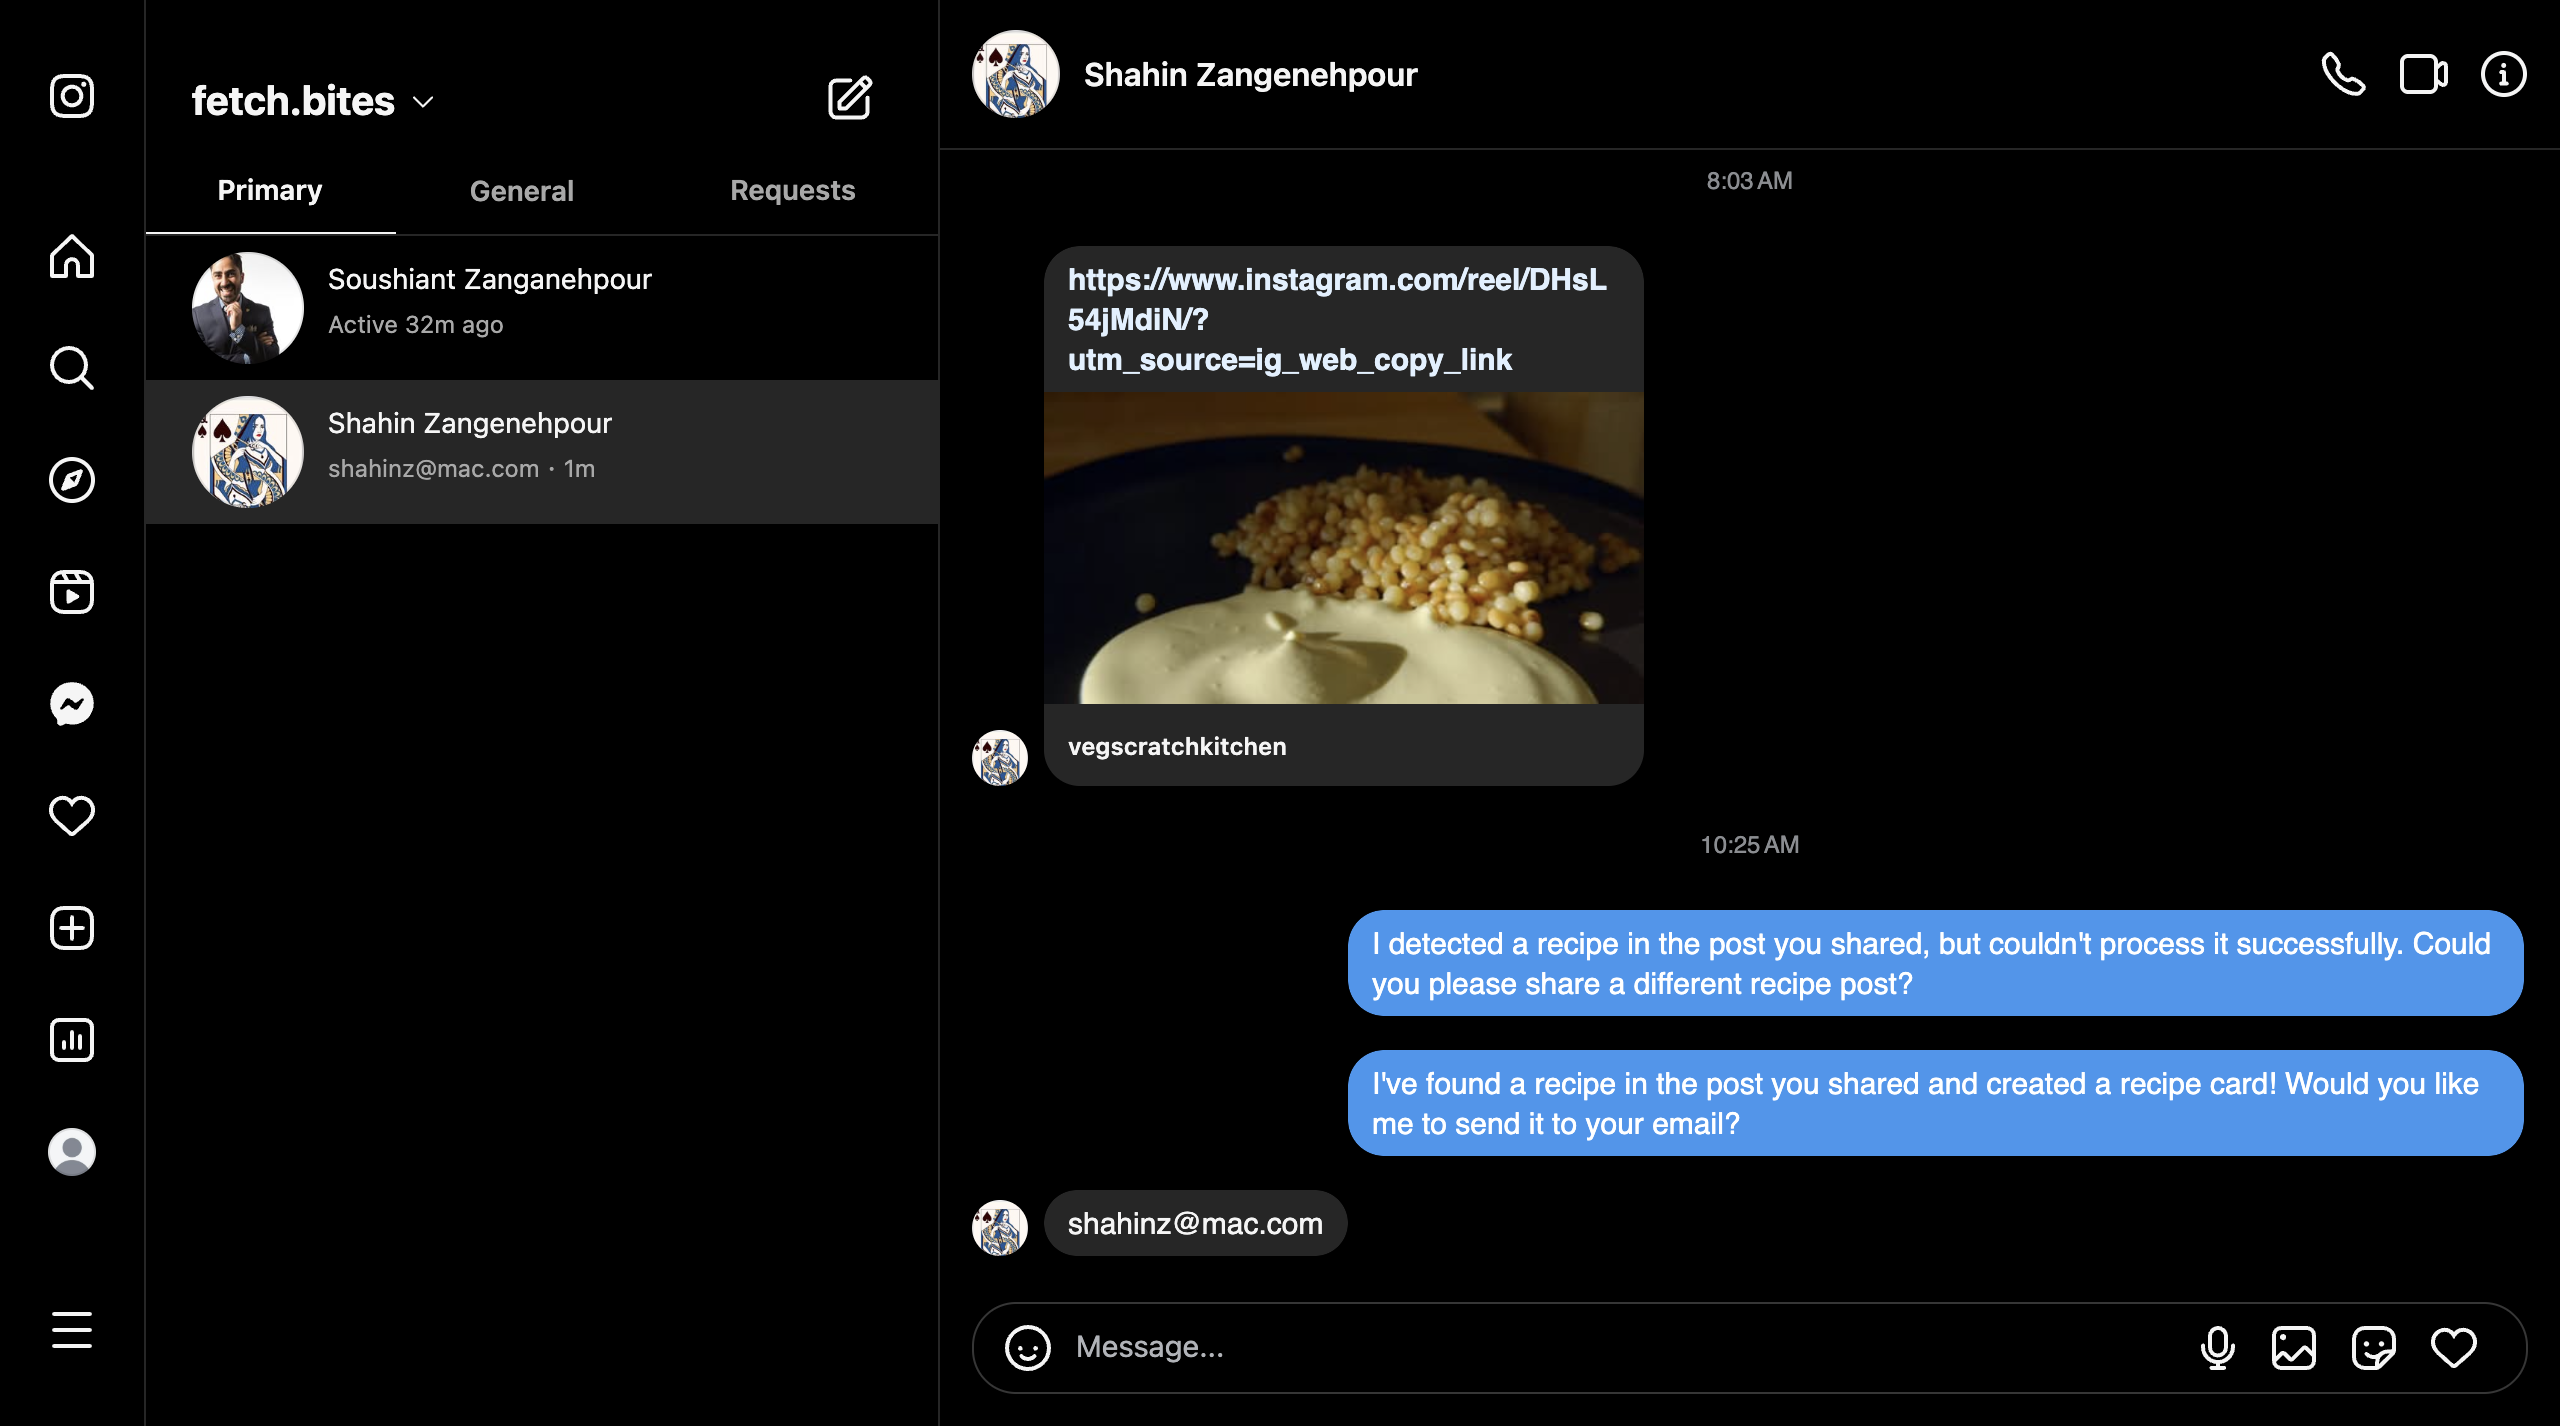 fetch.bites
Primary
General
Requests
Soushiant Zanganehpour
Active 32m ago
Shahin Zangenehpour
shahinz@mac.com · 1m
Shahin Zangenehpour
8:03 AM
https://www.instagram.com/reel/DHsL
54jMdiN/?
utm_source=ig_web_copy_link
vegscratchkitchen
10:25 AM
I detected a recipe in the post you shared, but couldn't process it successfully. Could
you please share a different recipe post?
I've found a recipe in the post you shared and created a recipe card! Would you like
me to send it to your email?
shahinz@mac.com
Message...